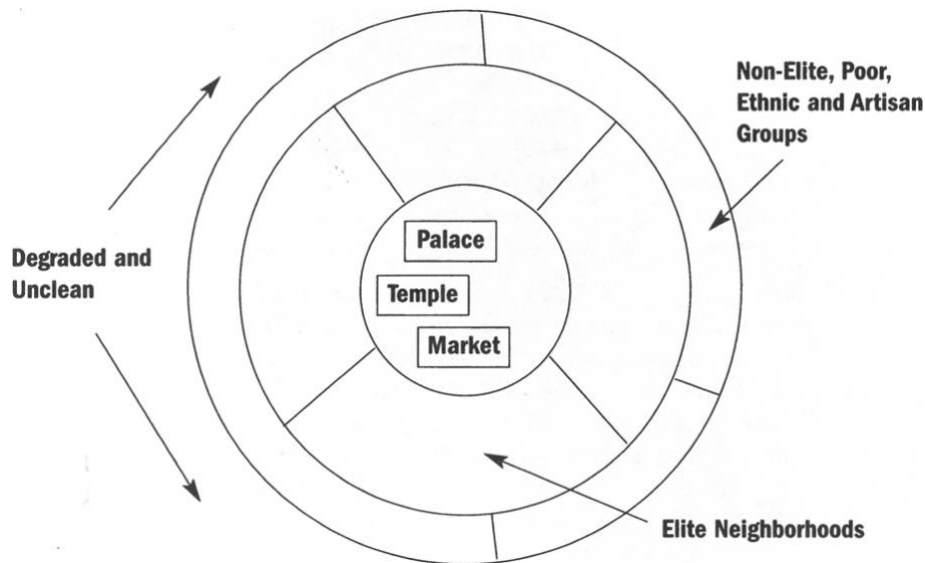 Non-Elite, Poor,
Ethnic and Artisan
Groups
Palace
Degraded and
Unclean
Temple
Market
Elite Neighborhoods